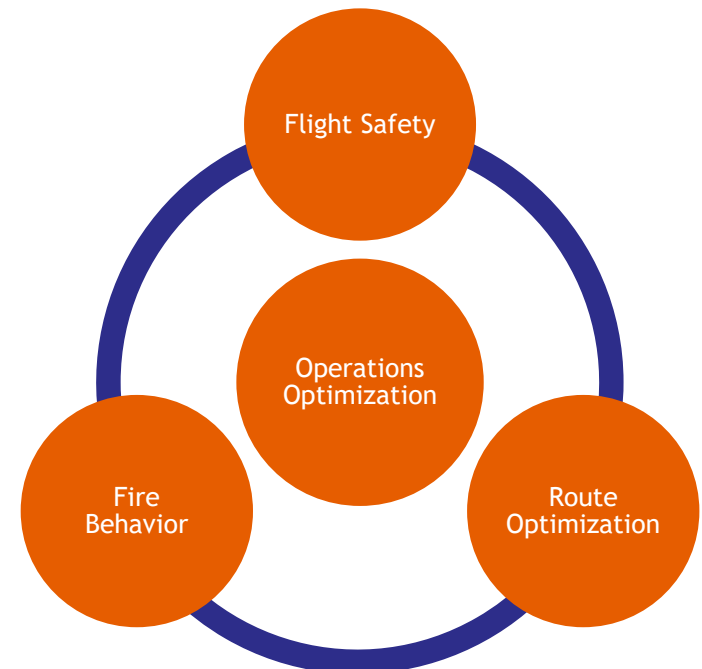 Flight Safety
Operations
Optimization
Fire
Behavior
Route
Optimization